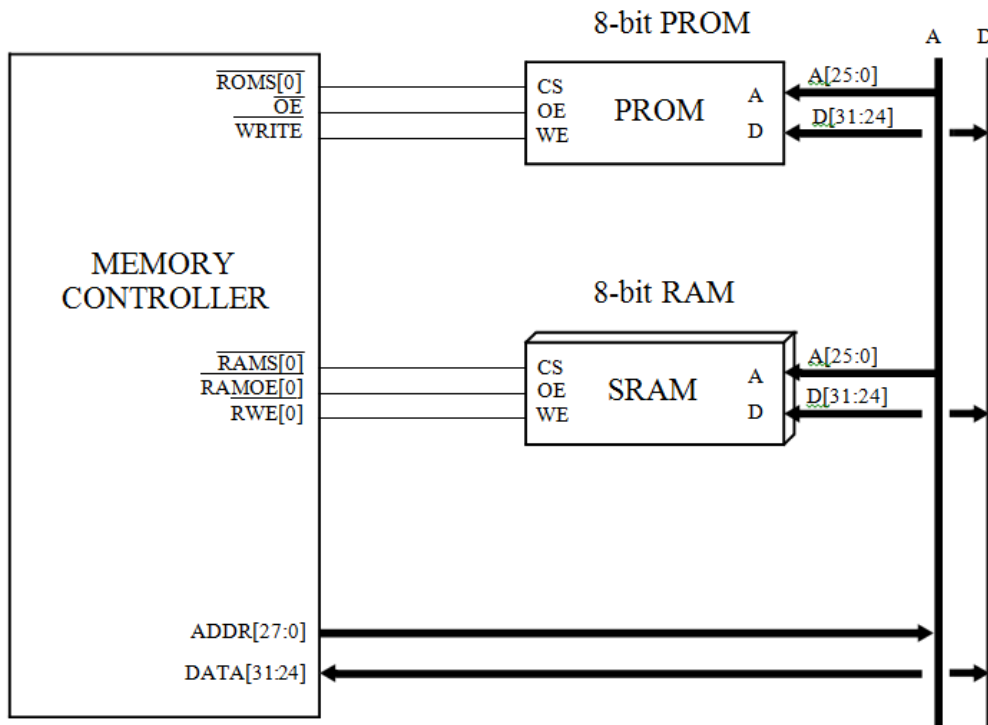 8-bit PROM
A D
ROMS[0]
OE
WRITE
CS
OE
WE
PROM
A
D
A[25:0]
D[31:24]
MEMORY
CONTROLLER
8-bit RAM
RAMS[0]
RAMOE[0]
RWE[0]
CS
OE
WE
SRAM
A
D
A[25:0]
D[31:24]
ADDR[27:0]
DATA[31:24]